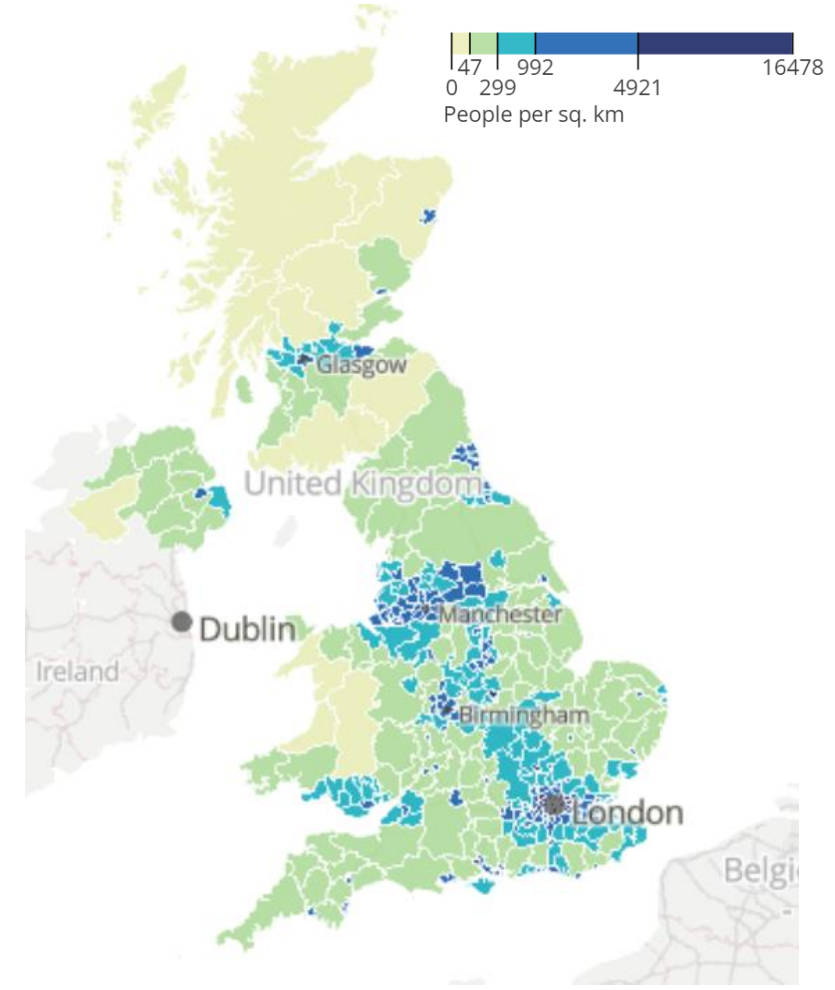 47 992 16478
0 299 4921
People per sq. km
Glasgow
United Kingdom
Dublin
Manchester
Ireland
Birmingham
London
Belgi